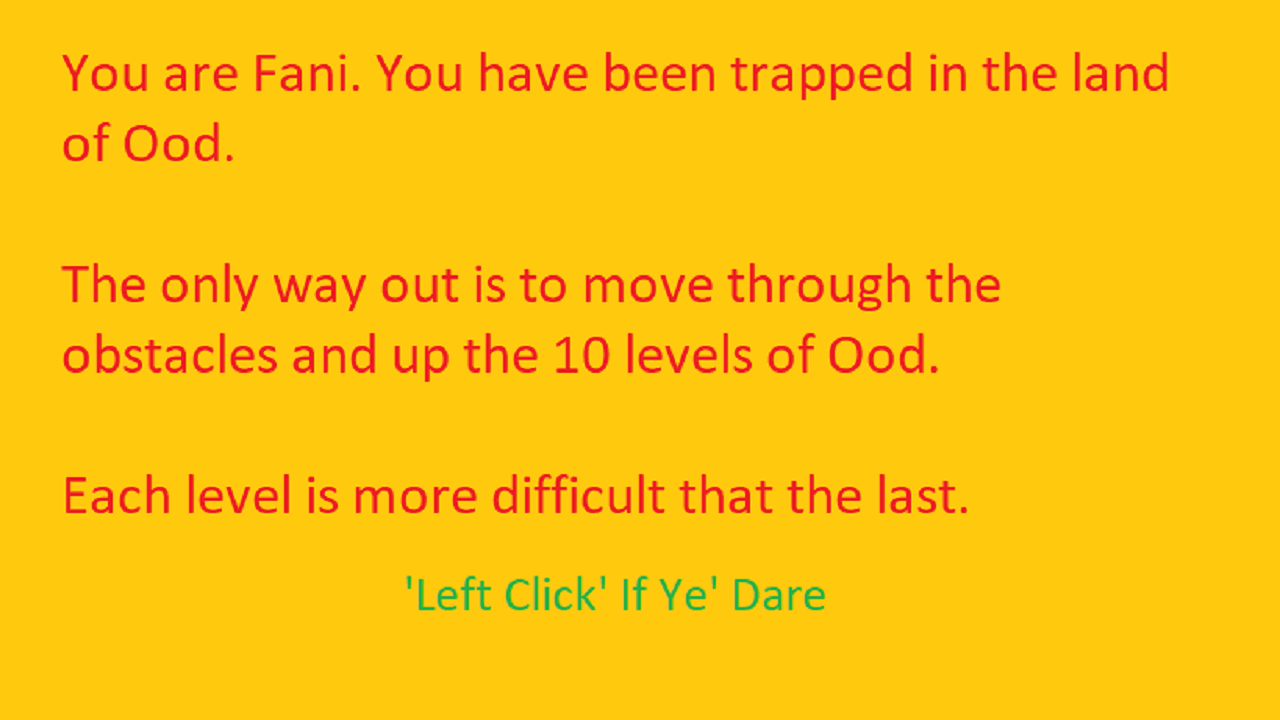 You are Fani. You have been trapped in the land
of Ood.
The only way out is to move through the
obstacles and up the 10 levels of Ood.
Each level is more difficult that the last.
'Left Click' If Ye' Dare